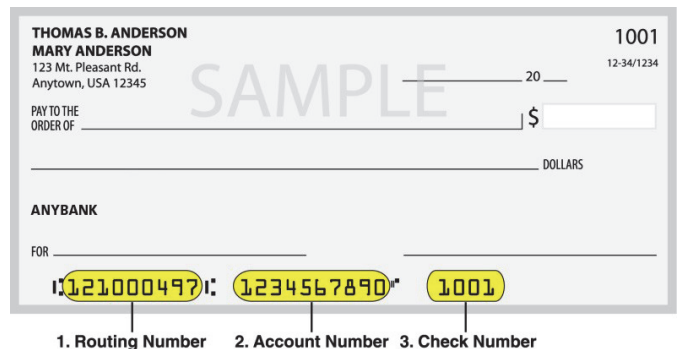 THOMAS B. ANDERSON
MARY ANDERSON
123 Mt. Pleasant Rd.
Anytown, USA 12345
1001
12-34/1234
SAMPLE
20
PAY TO THE
ORDER OF
$
DOLLARS
ANYBANK
FOR
⑆121000497⑆ 1234567890⑈ 1001
1. Routing Number 2. Account Number 3. Check Number